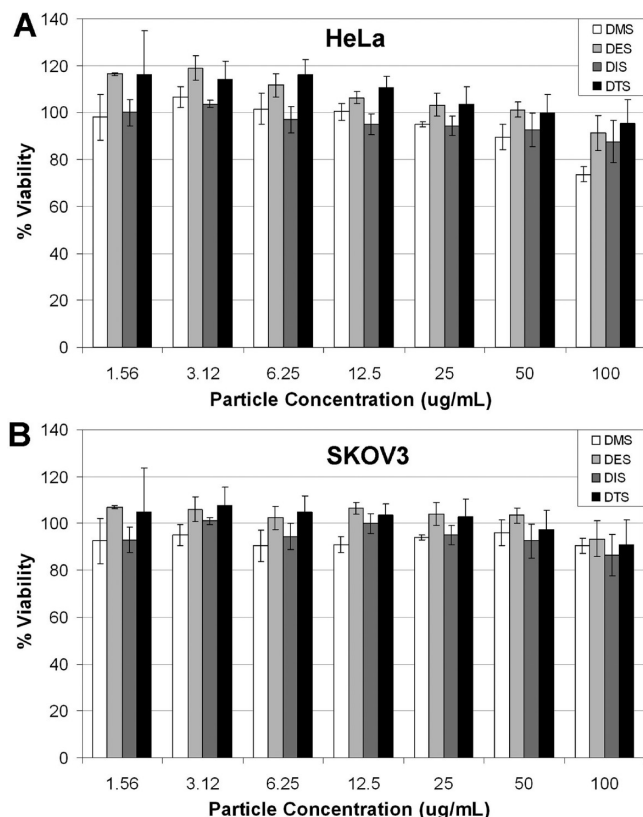 A
HeLa
DMS
DES
DIS
DTS
140
120
100
80
60
40
20
0
% Viability
1.56 3.12 6.25 12.5 25 50 100
Particle Concentration (ug/mL)
B
SKOV3
DMS
DES
DIS
DTS
140
120
100
80
60
40
20
0
% Viability
1.56 3.12 6.25 12.5 25 50 100
Particle Concentration (ug/mL)